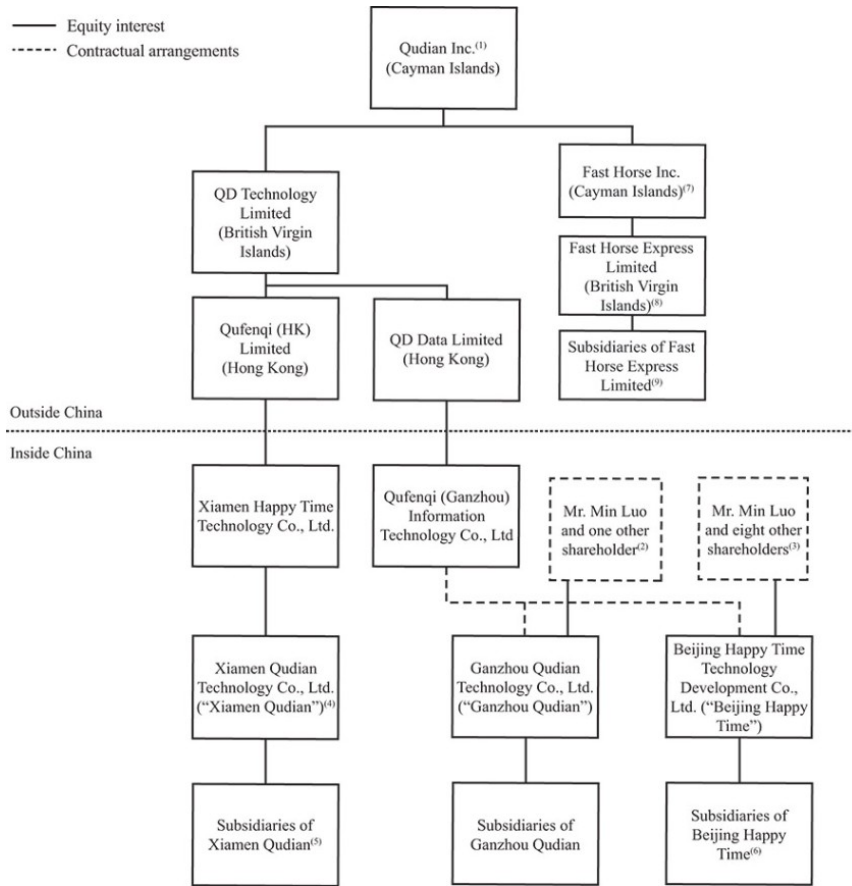 Equity interest
Contractual arrangements
Qudian Inc.(1)
(Cayman Islands)
QD Technology
Limited
(British Virgin
Islands)
Fast Horse Inc.
(Cayman Islands)(7)
Fast Horse Express
Limited
(British Virgin
Islands)(8)
Qufenqi (HK)
Limited
(Hong Kong)
QD Data Limited
(Hong Kong)
Subsidiaries of Fast
Horse Express
Limited(9)
Outside China
Inside China
Xiamen Happy Time
Technology Co., Ltd.
Qufenqi (Ganzhou)
Information
Technology Co., Ltd
Mr. Min Luo
and one other
shareholder(2)
Mr. Min Luo
and eight other
shareholders(3)
Xiamen Qudian
Technology Co., Ltd.
(“Xiamen Qudian”)(4)
Ganzhou Qudian
Technology Co., Ltd.
(“Ganzhou Qudian”)
Beijing Happy Time
Technology
Development Co.,
Ltd. (“Beijing Happy
Time”)
Subsidiaries of
Xiamen Qudian(5)
Subsidiaries of
Ganzhou Qudian
Subsidiaries of
Beijing Happy
Time(6)